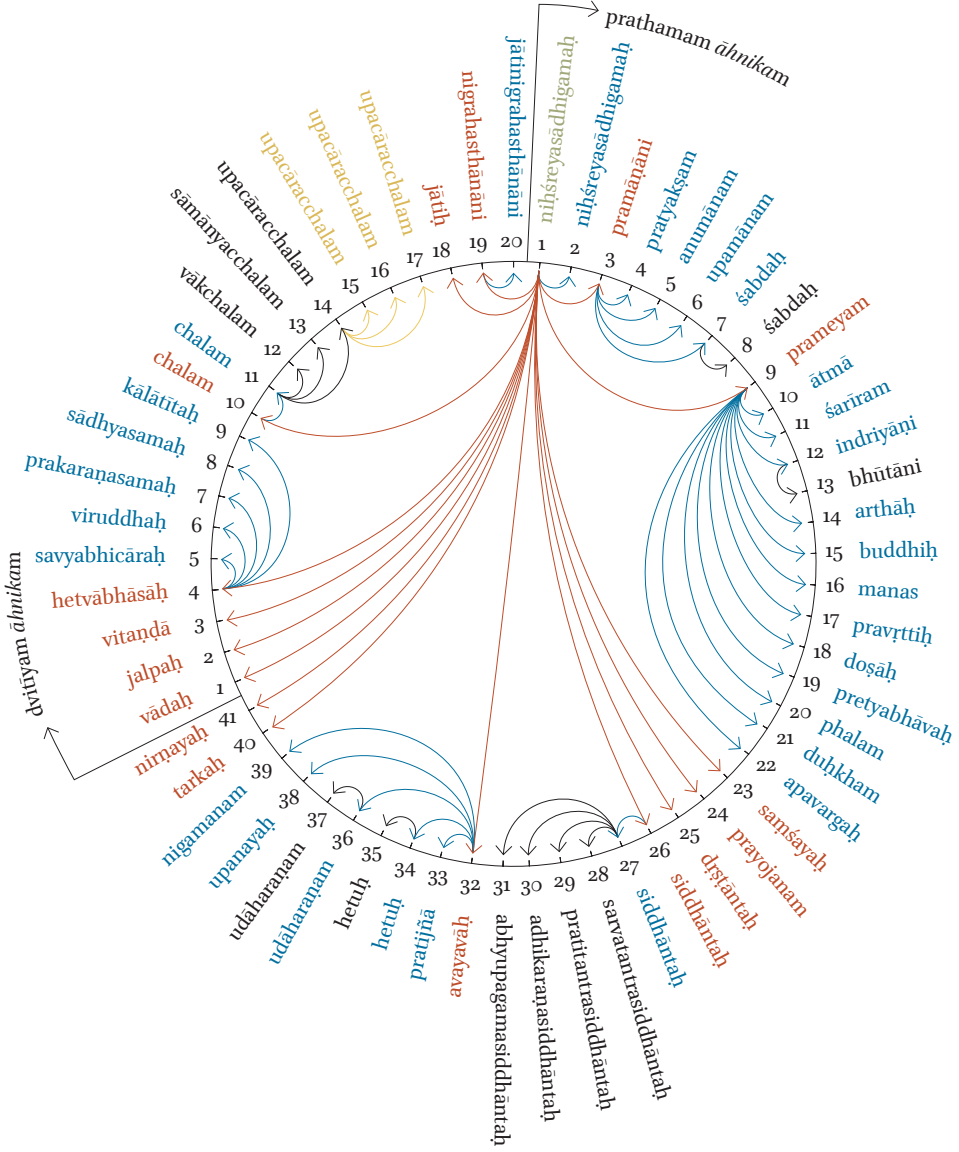 prathamam āhnikam
1 niḥśreyasādhigamaḥ
2 niḥśreyasādhigamaḥ
3 pramāṇāni
4 pratyakṣam
5 anumānam
6 upamānam
7 śabdaḥ
8 śabdaḥ
9 prameyam
10 ātmā
11 śarīram
12 indriyāṇi
13 bhūtāni
14 arthāḥ
15 buddhiḥ
16 manas
17 pravṛttiḥ
18 doṣāḥ
19 pretyabhāvaḥ
20 phalam
21 duḥkham
22 apavargaḥ
23 saṃśayaḥ
24 prayojanam
25 dṛṣṭāntaḥ
26 siddhāntaḥ
27 siddhāntaḥ
28 sarvatantrasiddhāntaḥ
29 pratitantrasiddhāntaḥ
30 adhikaraṇasiddhāntaḥ
31 abhyupagamasiddhāntaḥ
32 avayavāḥ
33 pratijñā
34 hetuḥ
35 hetuḥ
36 udāharaṇam
37 udāharaṇam
38 upanayaḥ
39 nigamanam
40 tarkaḥ
41 nirṇayaḥ
dvitīyam āhnikam
1 vādaḥ
2 jalpaḥ
3 vitaṇḍā
4 hetvābhāsāḥ
5 savyabhicāraḥ
6 viruddhaḥ
7 prakaraṇasamaḥ
8 sādhyasamaḥ
9 kālātītaḥ
10 chalam
11 chalam
12 vākchalam
13 sāmānyacchalam
14 upacāracchalam
15 upacāracchalam
16 upacāracchalam
17 upacāracchalam
18 jātiḥ
19 nigrahasthānāni
20 jātinigrahasthānāni